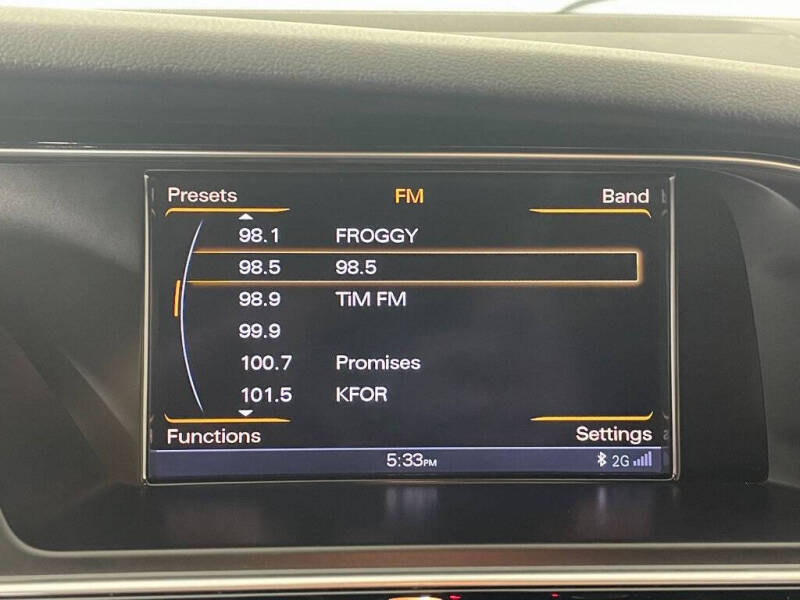 Presets FM Band
98.1 FROGGY
98.5 98.5
98.9 TiM FM
99.9
100.7 Promises
101.5 KFOR
Functions Settings
5:33PM 2G